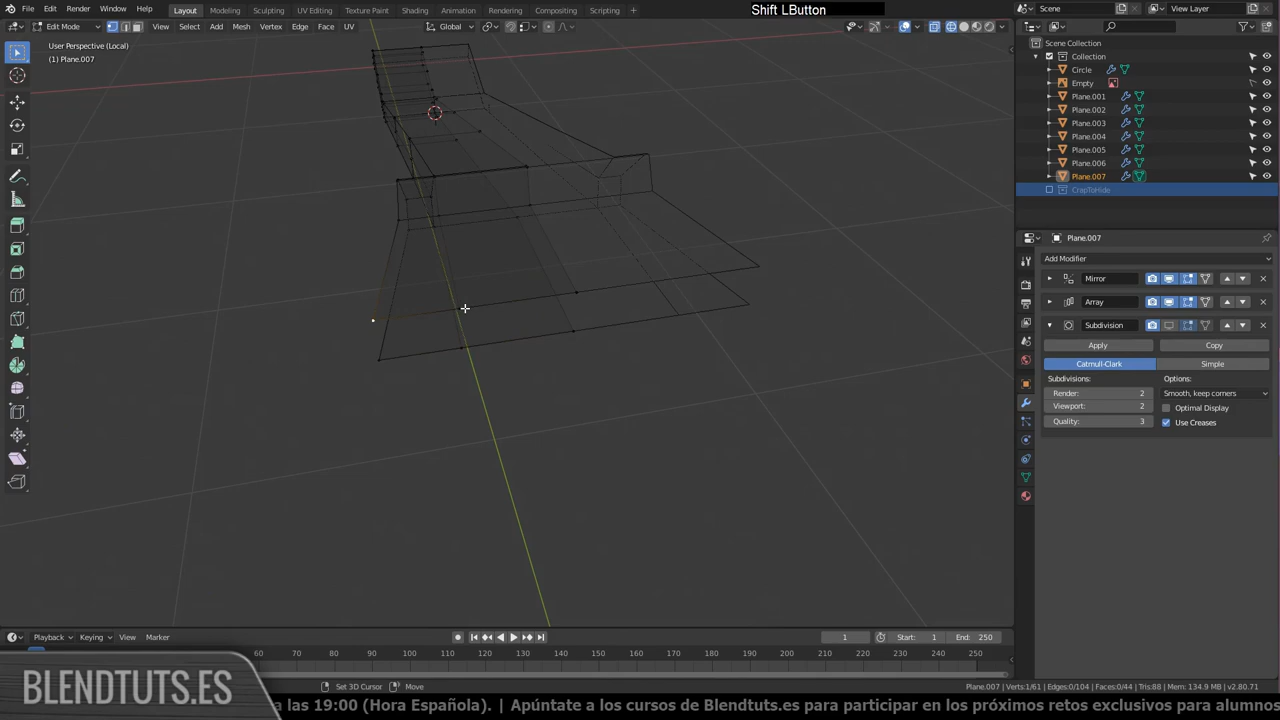 Shift LButton
File Edit Render Window Help
Layout Modeling Sculpting UV Editing Texture Paint Shading Animation Rendering Compositing Scripting +
Scene View Layer
Edit Mode View Select Add Mesh Vertex Edge Face UV Global
User Perspective (Local)
(1) Plane.007
Scene Collection
Collection
Circle
Empty
Plane.001
Plane.002
Plane.003
Plane.004
Plane.005
Plane.006
Plane.007
CrapToHide
Plane.007
Add Modifier
Mirror
Array
Subdivision
Apply Copy
Catmull-Clark Simple
Subdivisions: Options:
Render: 2 Smooth, keep corners
Viewport: 2 Optimal Display
Quality: 3 Use Creases
Playback Keying View Marker 1 Start: 1 End: 250
60 70 80 90 100 110 120 130 140 150 160 170 180 190 200 210 220 230 240 250
BLENDTUTS.ES
Set 3D Cursor Move Plane.007 | Verts:1/61 | Edges:0/104 | Faces:0/44 | Tris:88 | Mem: 134.9 MB | v2.80.71
a las 19:00 (Hora Española). | Apúntate a los cursos de Blendtuts.es para participar en los próximos retos exclusivos para alumnos